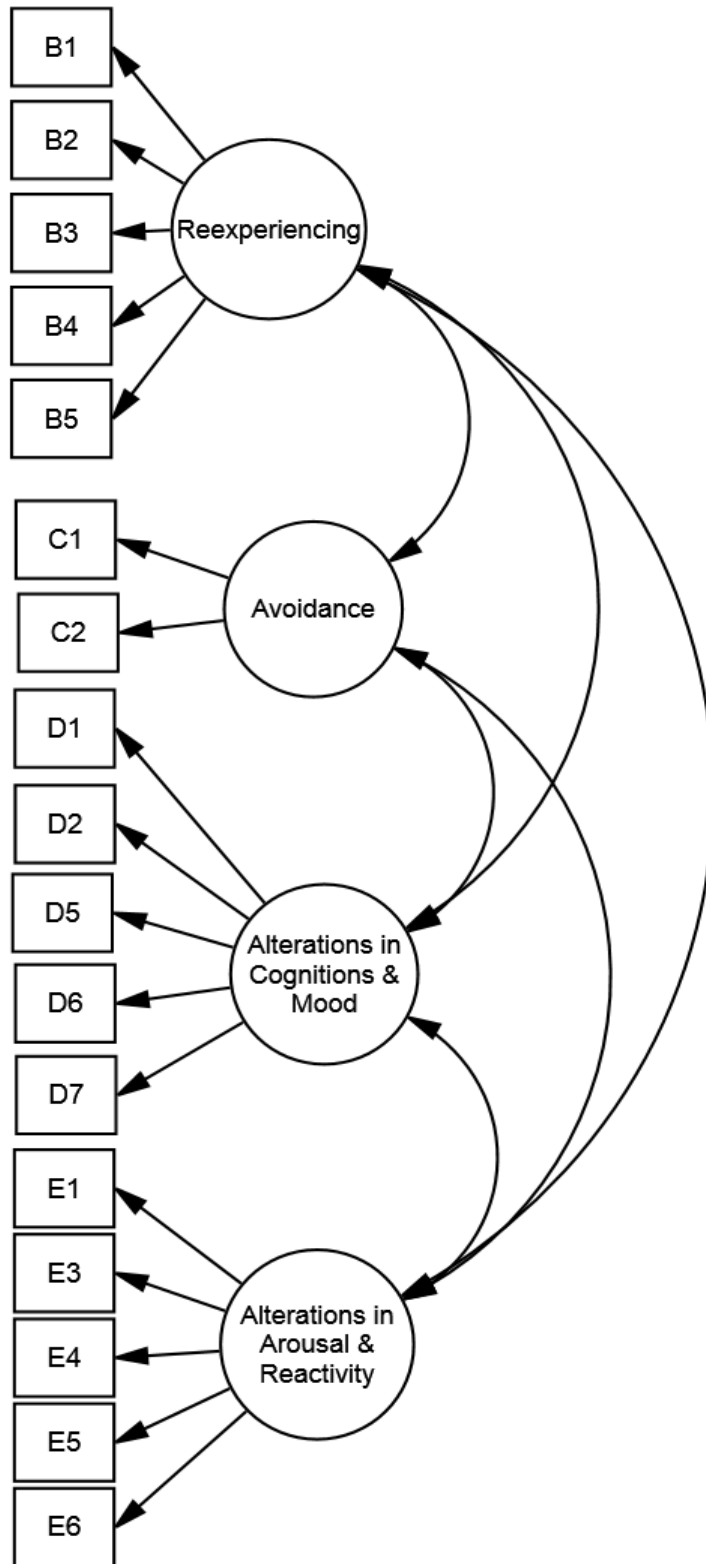 B1
B2
Reexperiencing
B3
B4
B5
C1
Avoidance
C2
D1
D2
D5
Alterations in
Cognitions &
Mood
D6
D7
E1
E3
Alterations in
Arousal &
Reactivity
E4
E5
E6